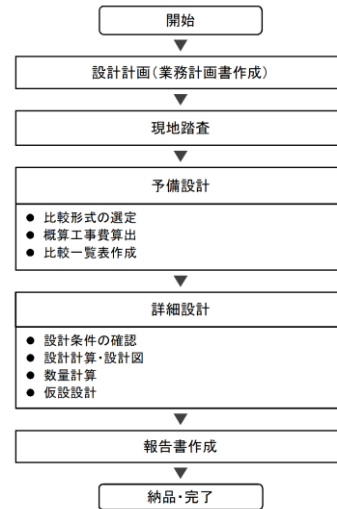 開始
設計計画(業務計画書作成)
現地踏査
予備設計
● 比較形式の選定
● 概算工事費算出
● 比較一覧表作成
詳細設計
● 設計条件の確認
● 設計計算・設計図
● 数量計算
● 仮設設計
報告書作成
納品・完了